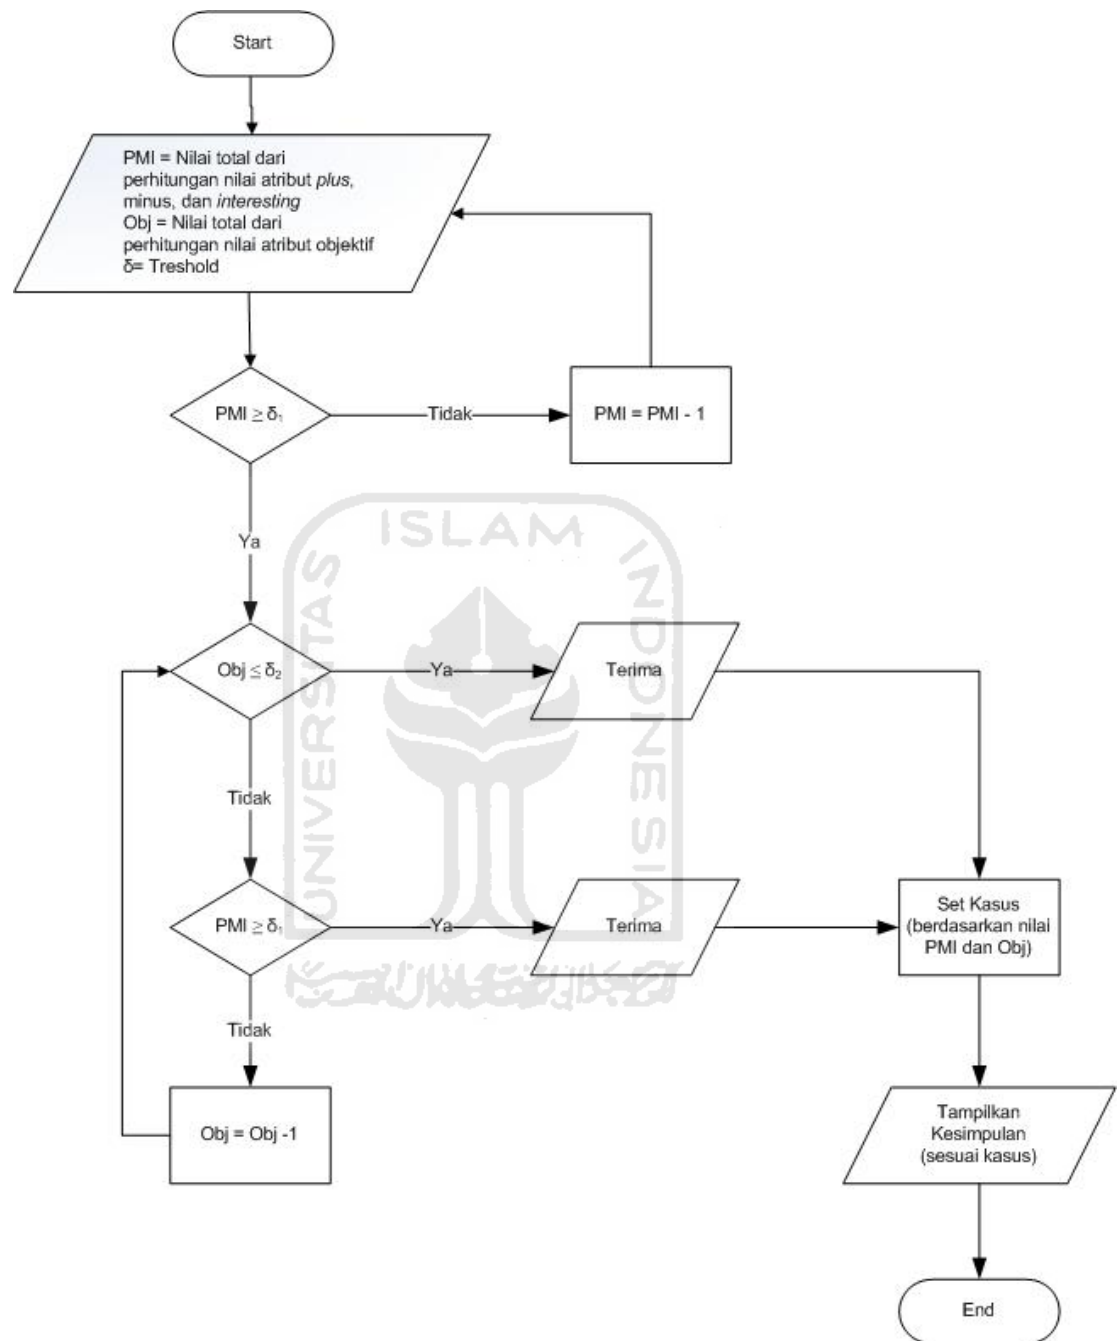 Start
PMI = Nilai total dari
perhitungan nilai atribut plus,
minus, dan interesting
Obj = Nilai total dari
perhitungan nilai atribut objektif
δ= Treshold
PMI ≥ δ₁
Tidak
PMI = PMI - 1
Ya
ISLAM
UNIVERSITAS
INDONESIA
Obj ≤ δ₂
Ya
Terima
Tidak
PMI ≥ δ₁
Ya
Terima
Set Kasus
(berdasarkan nilai
PMI dan Obj)
Tidak
Obj = Obj -1
Tampilkan
Kesimpulan
(sesuai kasus)
End